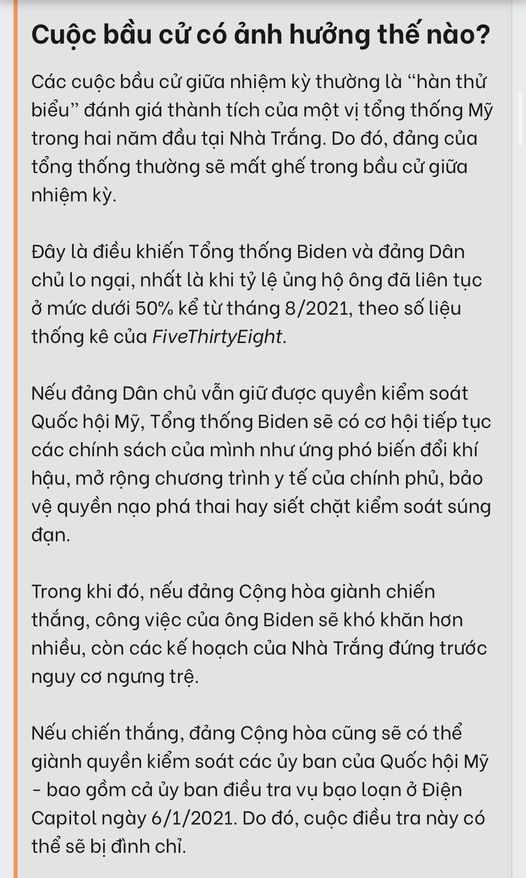 Cuộc bầu cử có ảnh hưởng thế nào?
Các cuộc bầu cử giữa nhiệm kỳ thường là “hàn thử
biểu” đánh giá thành tích của một vị tổng thống Mỹ
trong hai năm đầu tại Nhà Trắng. Do đó, đảng của
tổng thống thường sẽ mất ghế trong bầu cử giữa
nhiệm kỳ.
Đây là điều khiến Tổng thống Biden và đảng Dân
chủ lo ngại, nhất là khi tỷ lệ ủng hộ ông đã liên tục
ở mức dưới 50% kể từ tháng 8/2021, theo số liệu
thống kê của FiveThirtyEight.
Nếu đảng Dân chủ vẫn giữ được quyền kiểm soát
Quốc hội Mỹ, Tổng thống Biden sẽ có cơ hội tiếp tục
các chính sách của mình như ứng phó biến đổi khí
hậu, mở rộng chương trình y tế của chính phủ, bảo
vệ quyền nạo phá thai hay siết chặt kiểm soát súng
đạn.
Trong khi đó, nếu đảng Cộng hòa giành chiến
thắng, công việc của ông Biden sẽ khó khăn hơn
nhiều, còn các kế hoạch của Nhà Trắng đứng trước
nguy cơ ngưng trệ.
Nếu chiến thắng, đảng Cộng hòa cũng sẽ có thể
giành quyền kiểm soát các ủy ban của Quốc hội Mỹ
- bao gồm cả ủy ban điều tra vụ bạo loạn ở Điện
Capitol ngày 6/1/2021. Do đó, cuộc điều tra này có
thể sẽ bị đình chỉ.